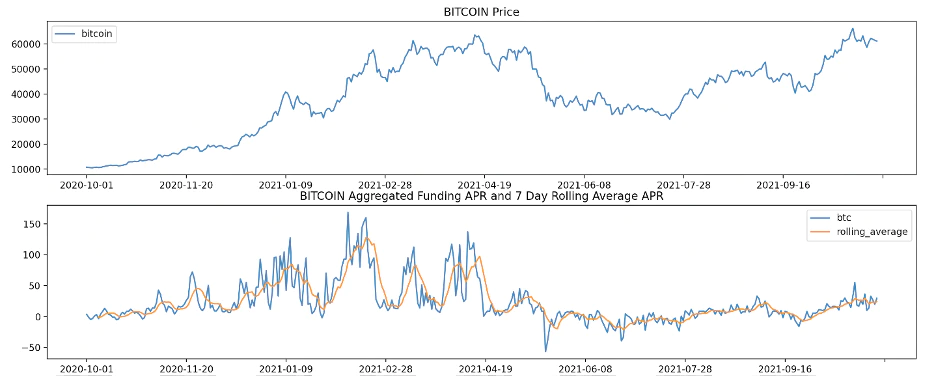 BITCOIN Price
bitcoin
60000
50000
40000
30000
20000
10000
2020-10-01 2020-11-20 2021-01-09 2021-02-28 2021-04-19 2021-06-08 2021-07-28 2021-09-16
BITCOIN Aggregated Funding APR and 7 Day Rolling Average APR
btc
rolling_average
150
100
50
0
−50
2020-10-01 2020-11-20 2021-01-09 2021-02-28 2021-04-19 2021-06-08 2021-07-28 2021-09-16